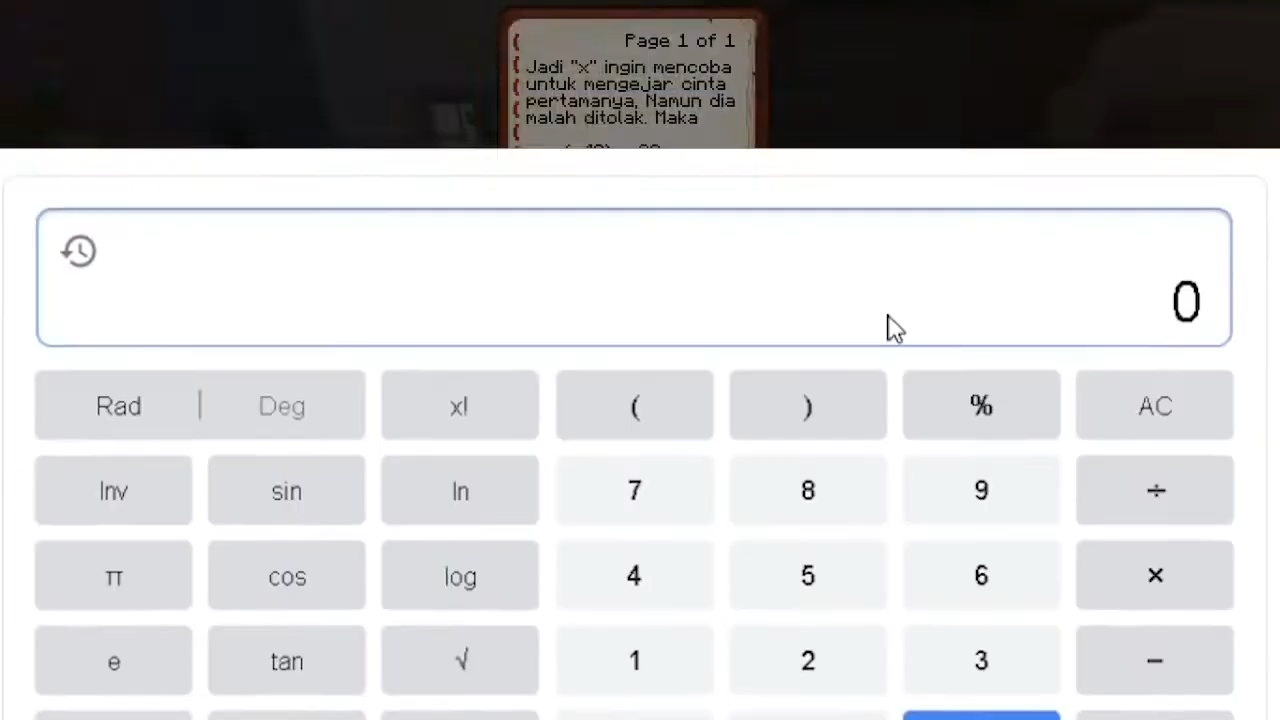 Page 1 of 1
Jadi "x" ingin mencoba
untuk mengejar cinta
pertamanya, Namun dia
malah ditolak. Maka
0
Rad | Deg x! ( ) % AC
Inv sin ln 7 8 9 ÷
π cos log 4 5 6 ×
e tan √ 1 2 3 −